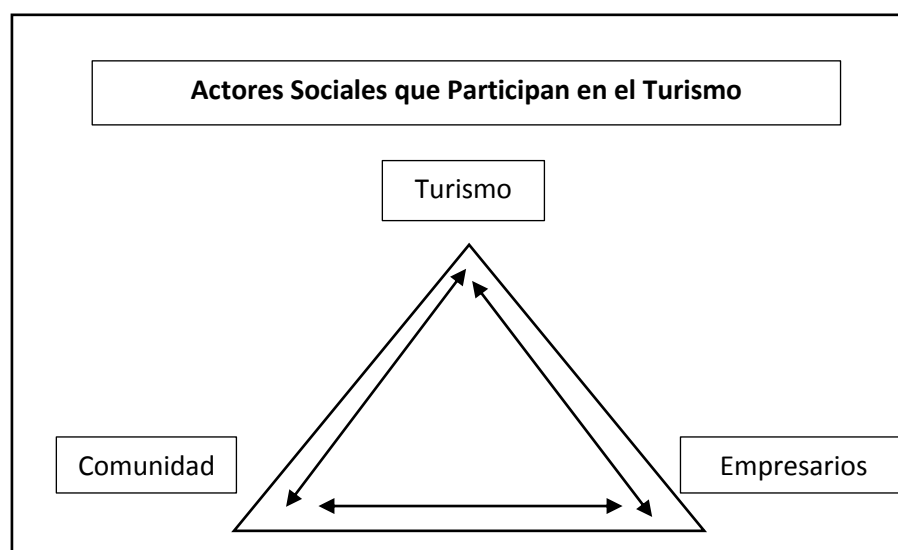 Actores Sociales que Participan en el Turismo
Turismo
Comunidad
Empresarios